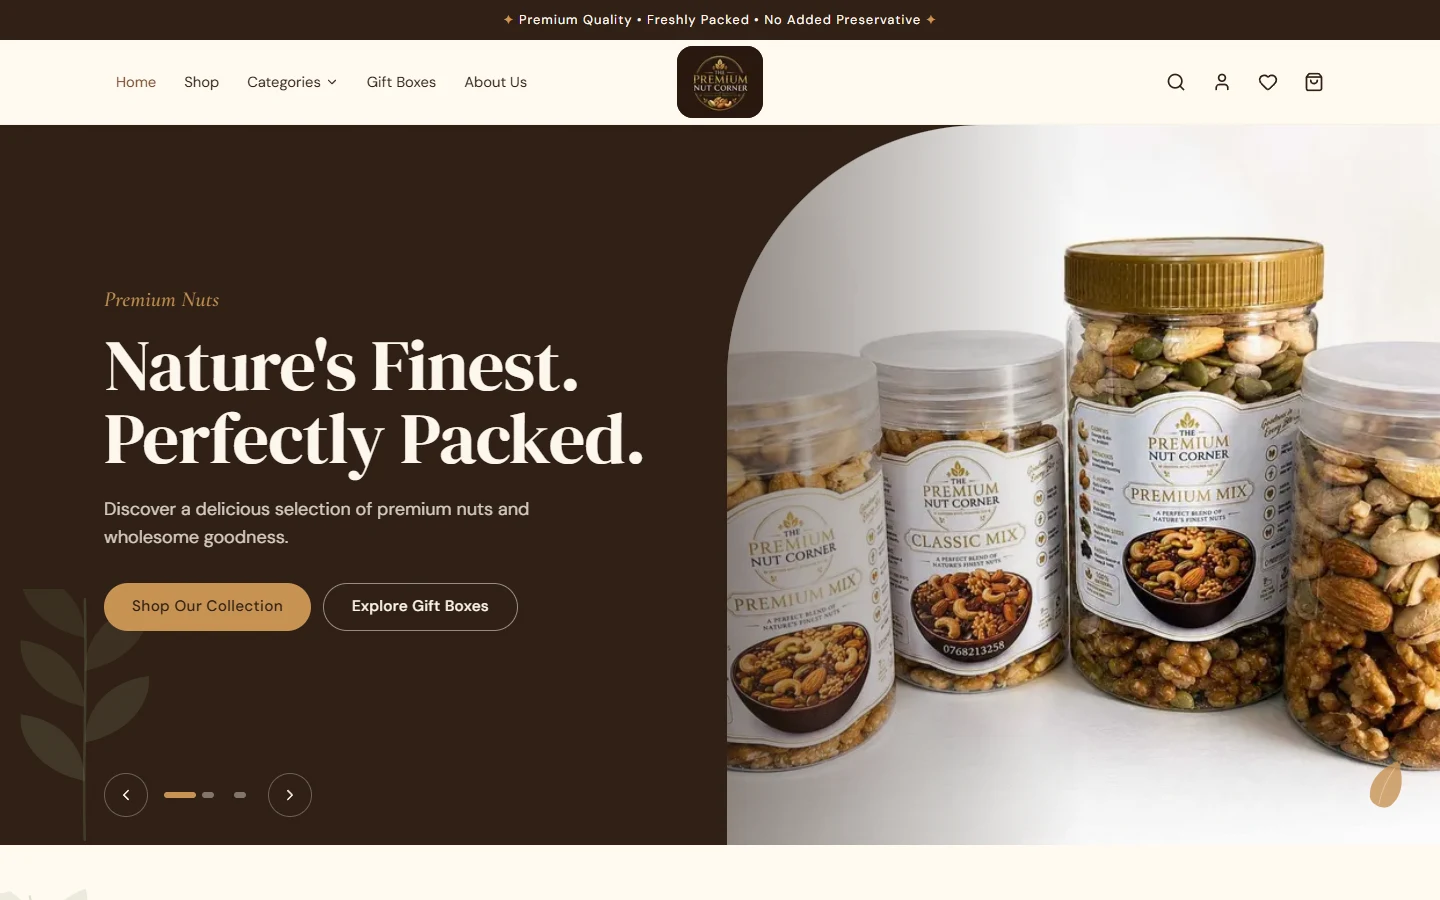 ✦ Premium Quality • Freshly Packed • No Added Preservative ✦
Home
Shop
Categories
Gift Boxes
About Us
THE
PREMIUM
NUT CORNER
Premium Nuts
Nature's Finest.
Perfectly Packed.
Discover a delicious selection of premium nuts and
wholesome goodness.
Shop Our Collection
Explore Gift Boxes
PREMIUM
NUT CORNER
PREMIUM MIX
A PERFECT BLEND OF
NATURE'S FINEST NUTS
THE
PREMIUM
NUT CORNER
CLASSIC MIX
A PERFECT BLEND OF
NATURE'S FINEST NUTS
0768213258
THE
PREMIUM
NUT CORNER
PREMIUM MIX
A PERFECT BLEND OF
NATURE'S FINEST NUTS
100%